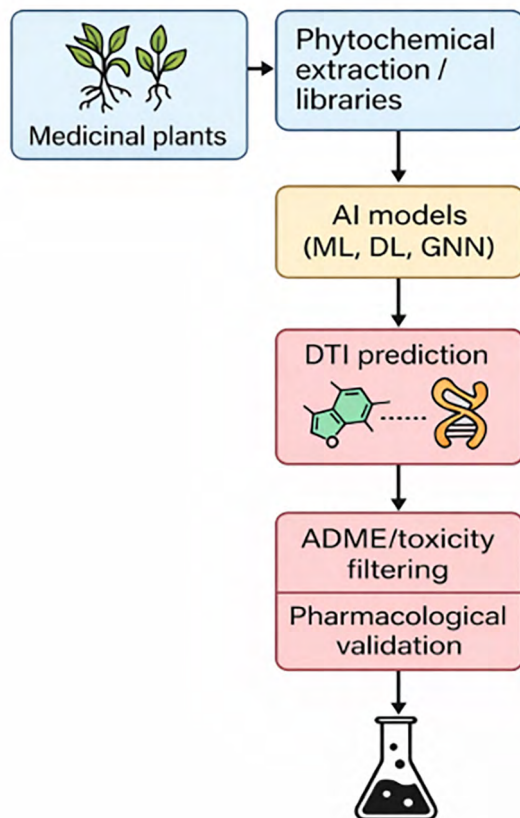 Medicinal plants
Phytochemical
extraction /
libraries
AI models
(ML, DL, GNN)
DTI prediction
ADME/toxicity
filtering
Pharmacological
validation